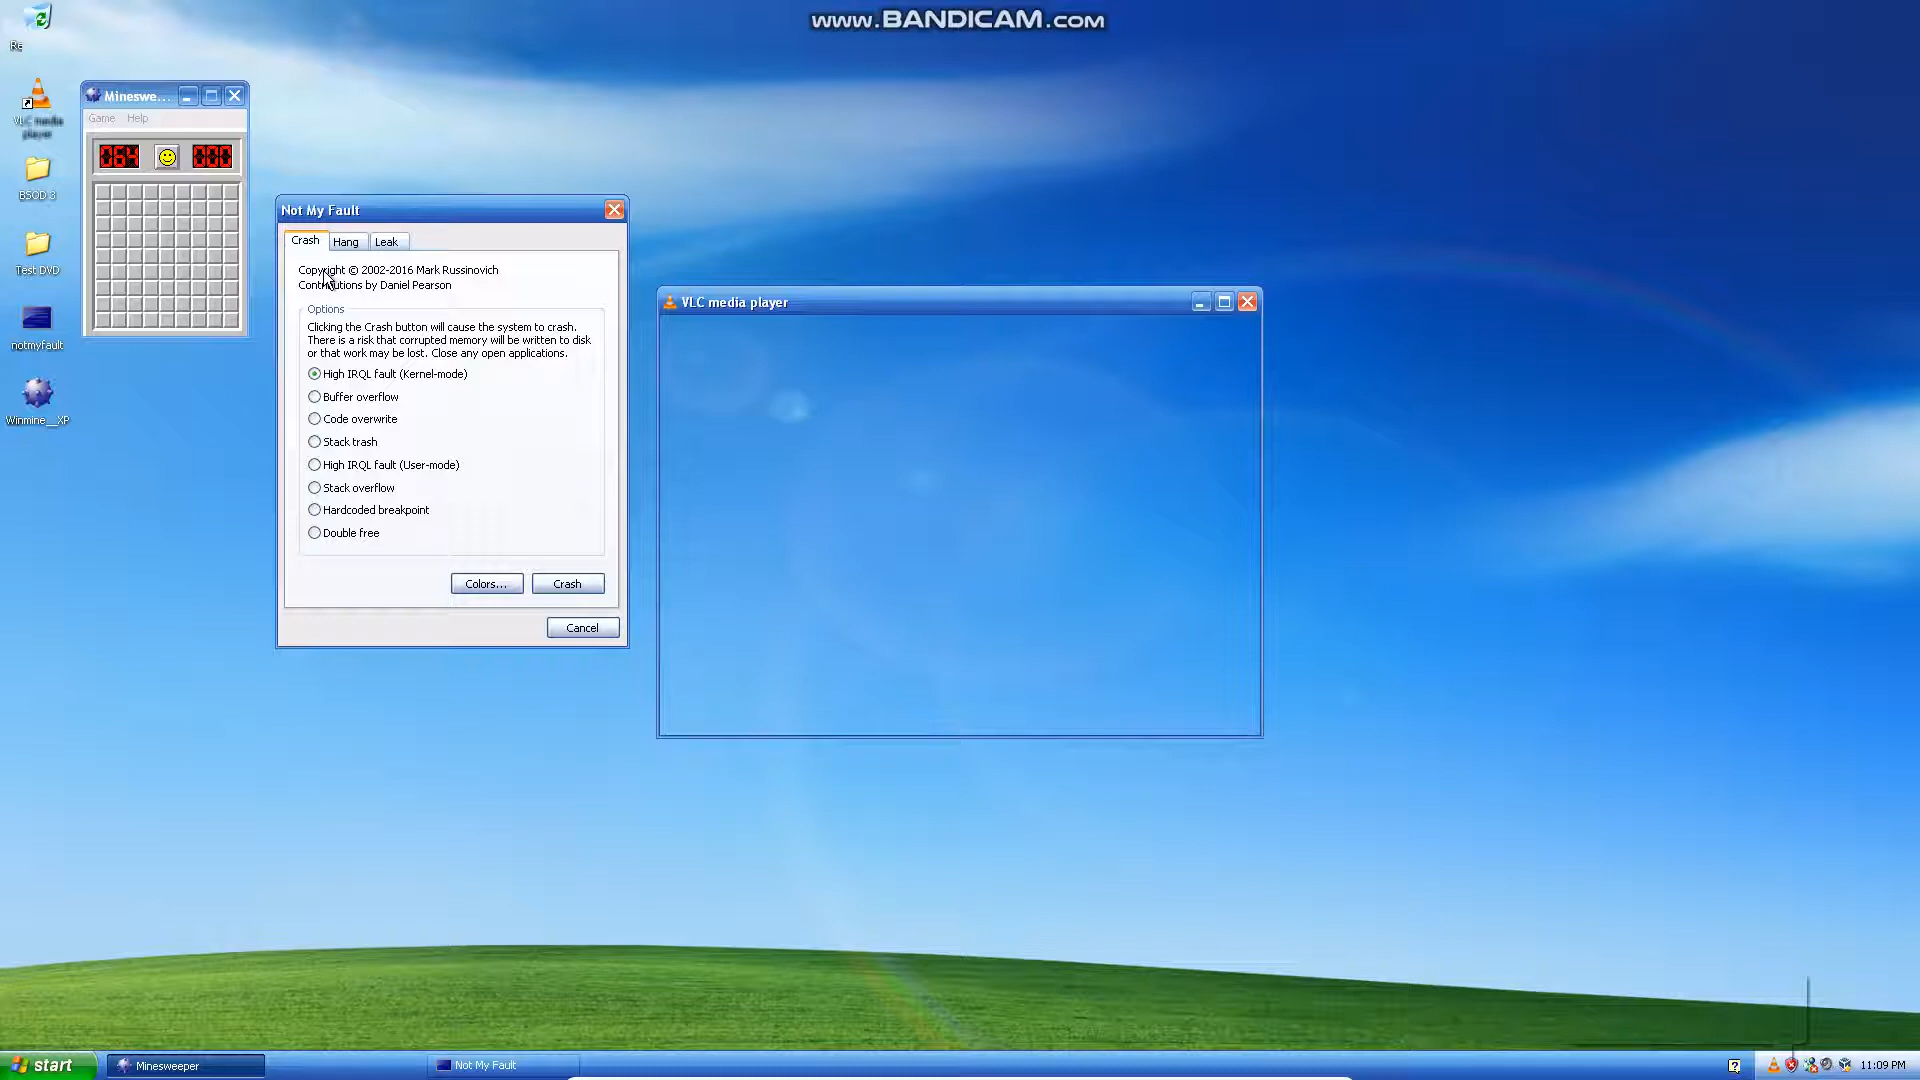 www.BANDICAM.com
Re
VLC media
player
BSOD 3
Test DVD
notmyfault
Winmine__XP
Mineswe...
Game Help
064 000
Not My Fault
Crash Hang Leak
Copyright © 2002-2016 Mark Russinovich
Contributions by Daniel Pearson
Options
Clicking the Crash button will cause the system to crash.
There is a risk that corrupted memory will be written to disk
or that work may be lost. Close any open applications.
High IRQL fault (Kernel-mode)
Buffer overflow
Code overwrite
Stack trash
High IRQL fault (User-mode)
Stack overflow
Hardcoded breakpoint
Double free
Colors... Crash
Cancel
VLC media player
start Minesweeper Not My Fault 11:09 PM